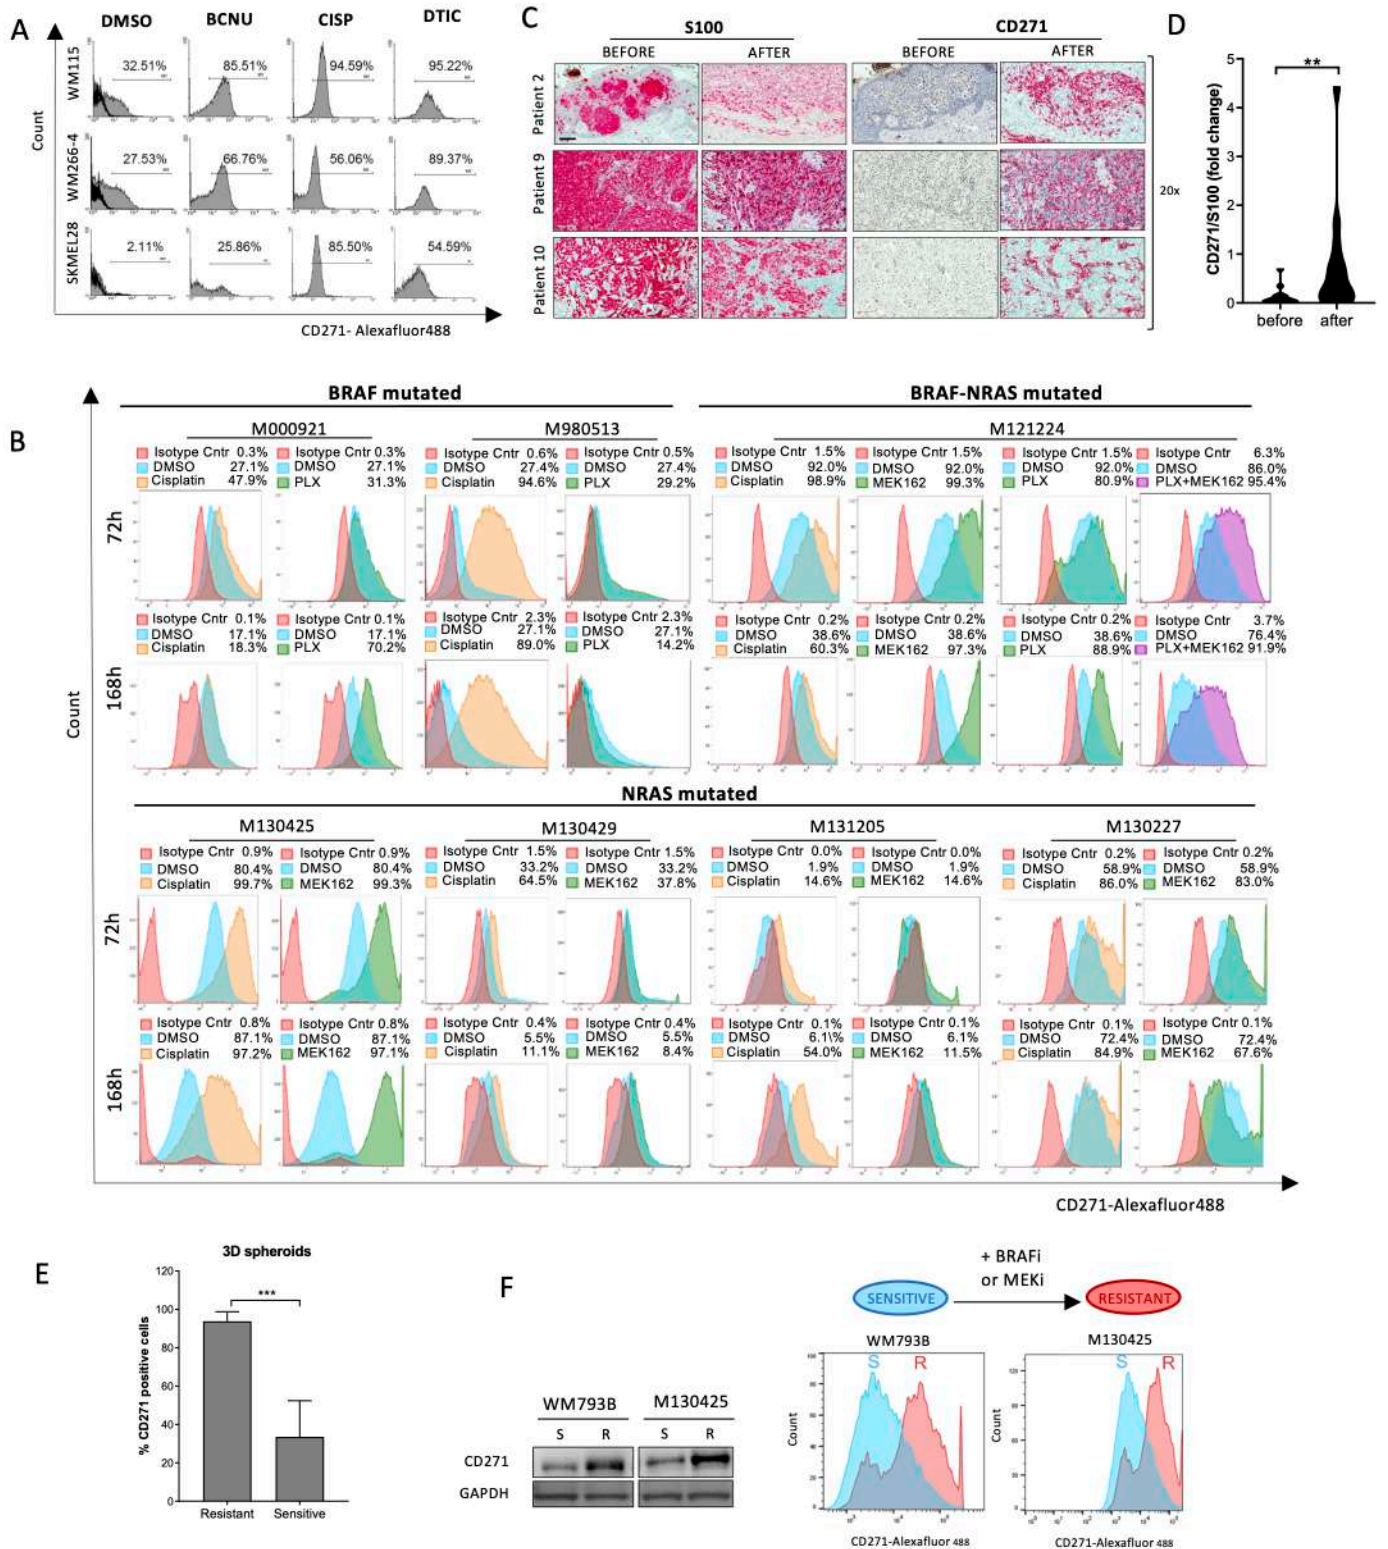 A
DMSO BCNU CISP DTIC
WM115
32.51% 85.51% 94.59% 95.22%
WM266-4
27.53% 66.76% 56.06% 89.37%
SKMEL28
2.11% 25.86% 85.50% 54.59%
Count
CD271- Alexafluor488
C
S100 CD271
BEFORE AFTER BEFORE AFTER
Patient 2
Patient 9
Patient 10
20x
D
**
CD271/S100 (fold change)
5
4
3
2
1
0
before after
B
BRAF mutated BRAF-NRAS mutated
M000921 M980513 M121224
72h
Isotype Cntr 0.3% Isotype Cntr 0.3% Isotype Cntr 0.6% Isotype Cntr 0.5% Isotype Cntr 1.5% Isotype Cntr 1.5% Isotype Cntr 1.5% Isotype Cntr 6.3%
DMSO 27.1% DMSO 27.1% DMSO 27.4% DMSO 27.4% DMSO 92.0% DMSO 92.0% DMSO 92.0% DMSO 86.0%
Cisplatin 47.9% PLX 31.3% Cisplatin 94.6% PLX 29.2% Cisplatin 98.9% MEK162 99.3% PLX 80.9% PLX+MEK162 95.4%
168h
Isotype Cntr 0.1% Isotype Cntr 0.1% Isotype Cntr 2.3% Isotype Cntr 2.3% Isotype Cntr 0.2% Isotype Cntr 0.2% Isotype Cntr 0.2% Isotype Cntr 3.7%
DMSO 17.1% DMSO 17.1% DMSO 27.1% DMSO 27.1% DMSO 38.6% DMSO 38.6% DMSO 38.6% DMSO 76.4%
Cisplatin 18.3% PLX 70.2% Cisplatin 89.0% PLX 14.2% Cisplatin 60.3% MEK162 97.3% PLX 88.9% PLX+MEK162 91.9%
Count
NRAS mutated
M130425 M130429 M131205 M130227
72h
Isotype Cntr 0.9% Isotype Cntr 0.9% Isotype Cntr 1.5% Isotype Cntr 1.5% Isotype Cntr 0.0% Isotype Cntr 0.0% Isotype Cntr 0.2% Isotype Cntr 0.2%
DMSO 80.4% DMSO 80.4% DMSO 33.2% DMSO 33.2% DMSO 1.9% DMSO 1.9% DMSO 58.9% DMSO 58.9%
Cisplatin 99.7% MEK162 99.3% Cisplatin 64.5% MEK162 37.8% Cisplatin 14.6% MEK162 14.6% Cisplatin 86.0% MEK162 83.0%
168h
Isotype Cntr 0.8% Isotype Cntr 0.8% Isotype Cntr 0.4% Isotype Cntr 0.4% Isotype Cntr 0.1% Isotype Cntr 0.1% Isotype Cntr 0.1% Isotype Cntr 0.1%
DMSO 87.1% DMSO 87.1% DMSO 5.5% DMSO 5.5% DMSO 6.1% DMSO 6.1% DMSO 72.4% DMSO 72.4%
Cisplatin 97.2% MEK162 97.1% Cisplatin 11.1% MEK162 8.4% Cisplatin 54.0% MEK162 11.5% Cisplatin 84.9% MEK162 67.6%
CD271-Alexafluor488
E
3D spheroids
***
% CD271 positive cells
120
100
80
60
40
20
0
Resistant Sensitive
F
WM793B M130425
S R S R
CD271
GAPDH
+ BRAFi
or MEKi
SENSITIVE RESISTANT
WM793B M130425
S R S R
Count Count
CD271-Alexafluor 488 CD271-Alexafluor 488